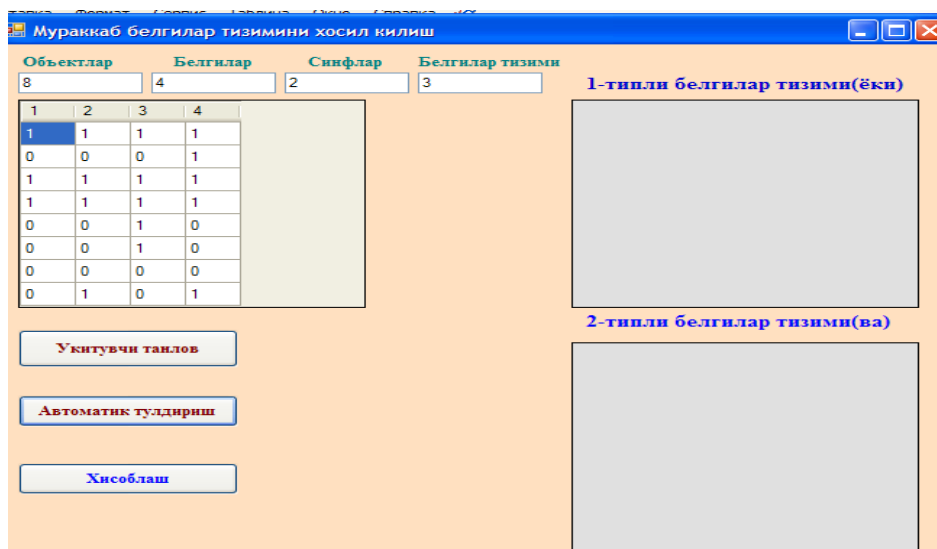 Мураккаб белгилар тизимини хосил килиш
Объектлар Белгилар Синфлар Белгилар тизими
8 4 2 3
1-типли белгилар тизими(ёки)
1 2 3 4
1 1 1 1
0 0 0 1
1 1 1 1
1 1 1 1
0 0 1 0
0 0 1 0
0 0 0 0
0 1 0 1
2-типли белгилар тизими(ва)
Укитувчи танлов
Автоматик тулдириш
Хисоблаш